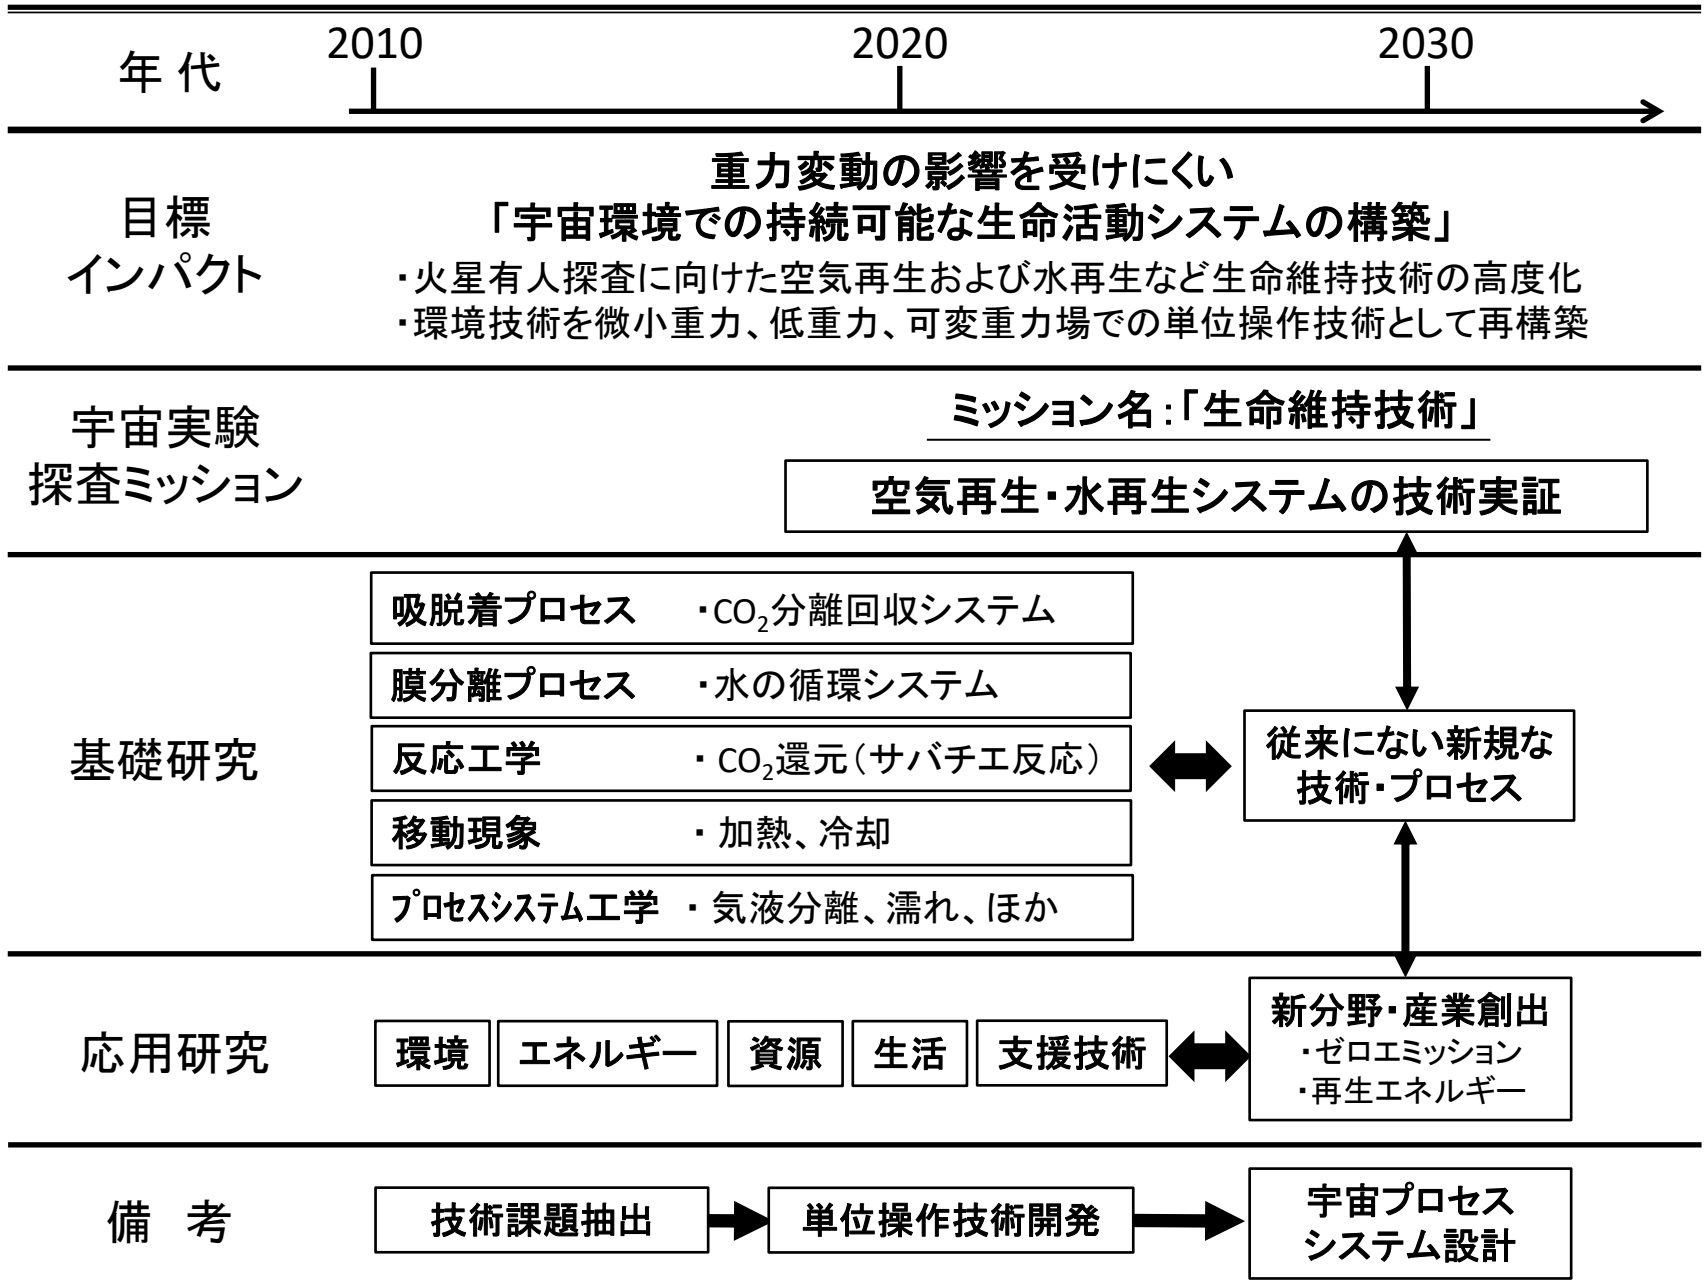 年代
2010
2020
2030
目標
インパクト
重力変動の影響を受けにくい
「宇宙環境での持続可能な生命活動システムの構築」
・火星有人探査に向けた空気再生および水再生など生命維持技術の高度化
・環境技術を微小重力、低重力、可変重力場での単位操作技術として再構築
宇宙実験
探査ミッション
ミッション名：「生命維持技術」
空気再生・水再生システムの技術実証
基礎研究
吸脱着プロセス ・CO₂分離回収システム
膜分離プロセス ・水の循環システム
反応工学 ・CO₂還元（サバチエ反応）
移動現象 ・加熱、冷却
プロセスシステム工学 ・気液分離、濡れ、ほか
従来にない新規な
技術・プロセス
応用研究
環境
エネルギー
資源
生活
支援技術
新分野・産業創出
・ゼロエミッション
・再生エネルギー
備考
技術課題抽出
単位操作技術開発
宇宙プロセス
システム設計